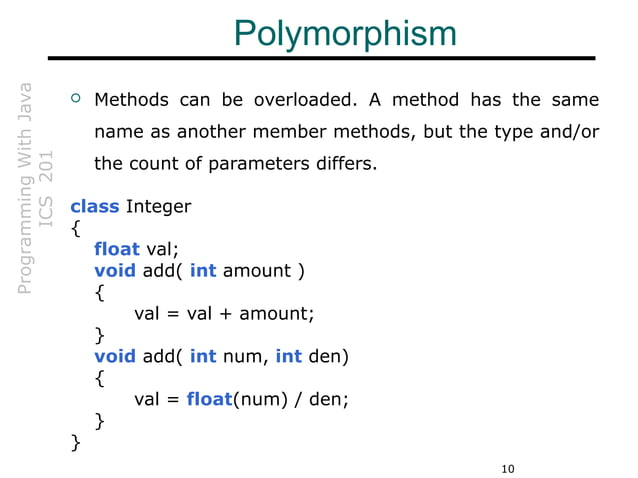 Polymorphism
Programming With Java
ICS 201
Methods can be overloaded. A method has the same
name as another member methods, but the type and/or
the count of parameters differs.
class Integer
{
float val;
void add( int amount )
{
val = val + amount;
}
void add( int num, int den)
{
val = float(num) / den;
}
}
10